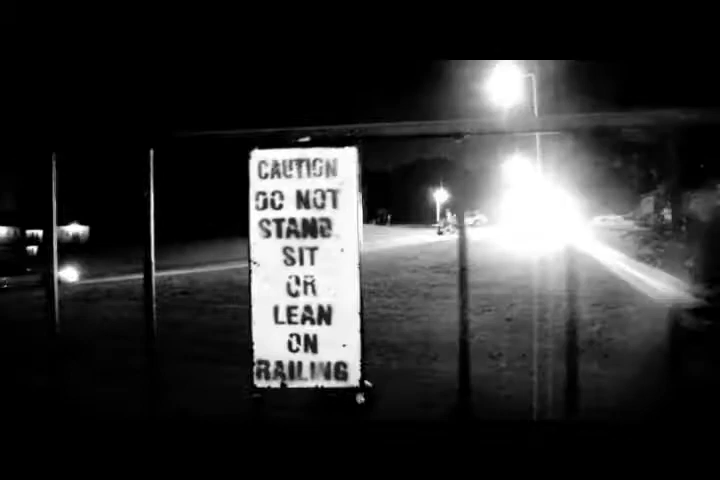 CAUTION
DO NOT
STAND
SIT
OR
LEAN
ON
RAILING